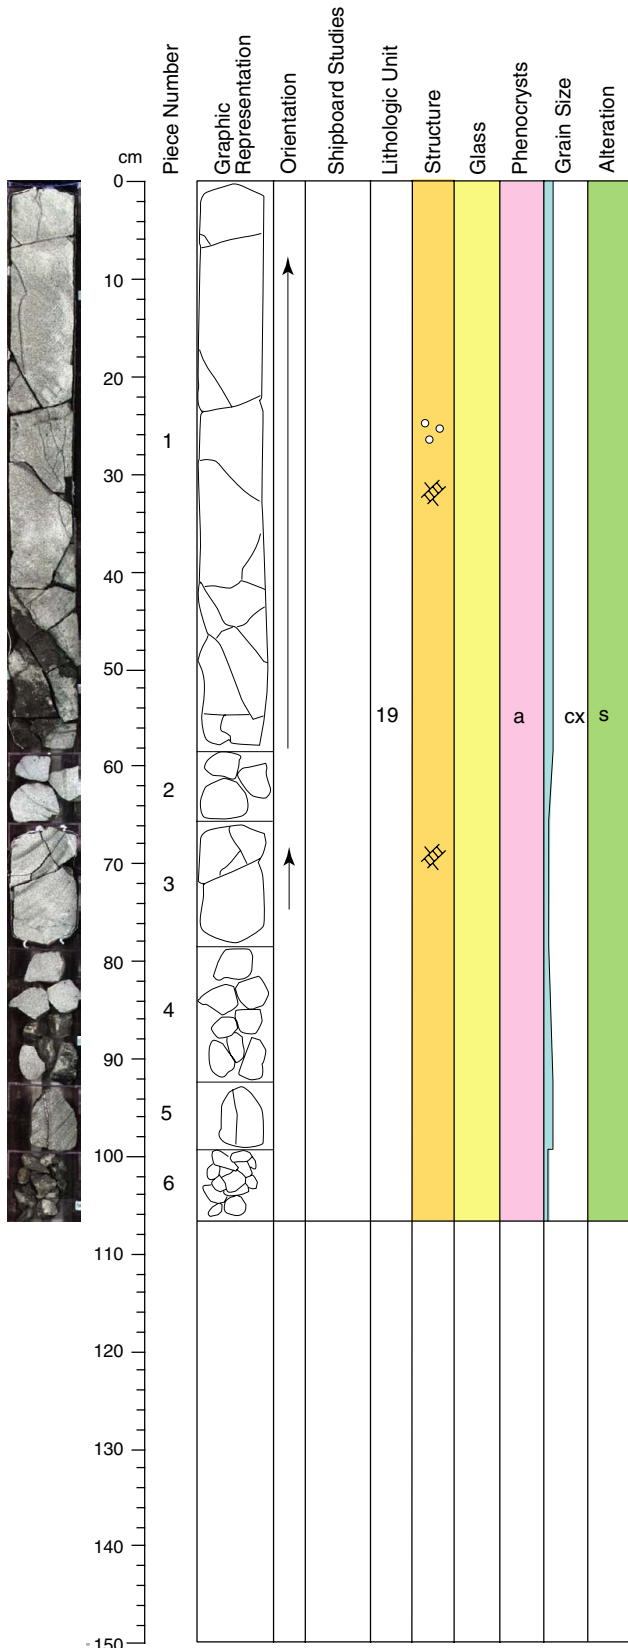 cm
Piece Number
Graphic
Representation
Orientation
Shipboard Studies
Lithologic Unit
Structure
Glass
Phenocrysts
Grain Size
Alteration
0
10
20
1
30
40
50
19 a cx s
60
2
70
3
80
4
90
5
100
6
110
120
130
140
150